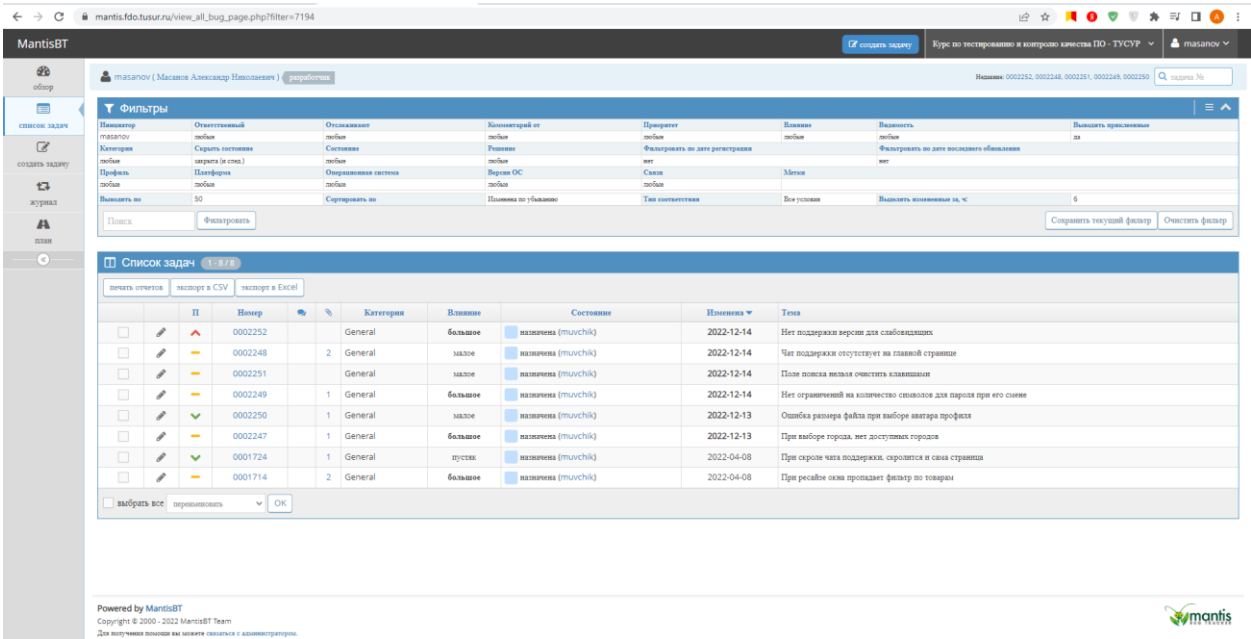 mantis.fdo.tusur.ru/view_all_bug_page.php?filter=7194
MantisBT
создать задачу
Курс по тестированию и контролю качества ПО - ТУСУР
masanov
обзор
список задач
создать задачу
журнал
план
masanov ( Масанов Александр Николаевич ) разработчик
Недавние: 0002252, 0002248, 0002251, 0002249, 0002250
задача №
Фильтры
Инициатор Ответственный Отслеживают Комментарий от Приоритет Влияние Видимость Выводить приклеенные
masanov любые любые любые любые любые любые да
Категория Скрыть состояние Состояние Решение Фильтровать по дате регистрации Фильтровать по дате последнего обновления
любые закрыта (и след.) любые любые нет нет
Профиль Платформа Операционная система Версия ОС Связи Метки
любые любые любые любые любые
Выводить по 50 Сортировать по Изменена по убыванию Тип соответствия Все условия Выделить измененные за, ч: 6
Поиск Фильтровать Сохранить текущий фильтр Очистить фильтр
Список задач 1 - 8 / 8
печать отчетов экспорт в CSV экспорт в Excel
П Номер Категория Влияние Состояние Изменена Тема
0002252 General большое назначена (muvchik) 2022-12-14 Нет поддержки версии для слабовидящих
0002248 2 General малое назначена (muvchik) 2022-12-14 Чат поддержки отсутствует на главной странице
0002251 General малое назначена (muvchik) 2022-12-14 Поле поиска нельзя очистить клавишами
0002249 1 General большое назначена (muvchik) 2022-12-14 Нет ограничений на количество символов для пароля при его смене
0002250 1 General малое назначена (muvchik) 2022-12-13 Ошибка размера файла при выборе аватара профиля
0002247 1 General большое назначена (muvchik) 2022-12-13 При выборе города, нет доступных городов
0001724 1 General пустяк назначена (muvchik) 2022-04-08 При скроле чата поддержки, скролится и сама страница
0001714 2 General большое назначена (muvchik) 2022-04-08 При ресайзе окна пропадает фильтр по товарам
выбрать все переназначить OK
Powered by MantisBT
Copyright © 2000 - 2022 MantisBT Team
Для получения помощи вы можете связаться с администратором.
mantis
BUG TRACKER